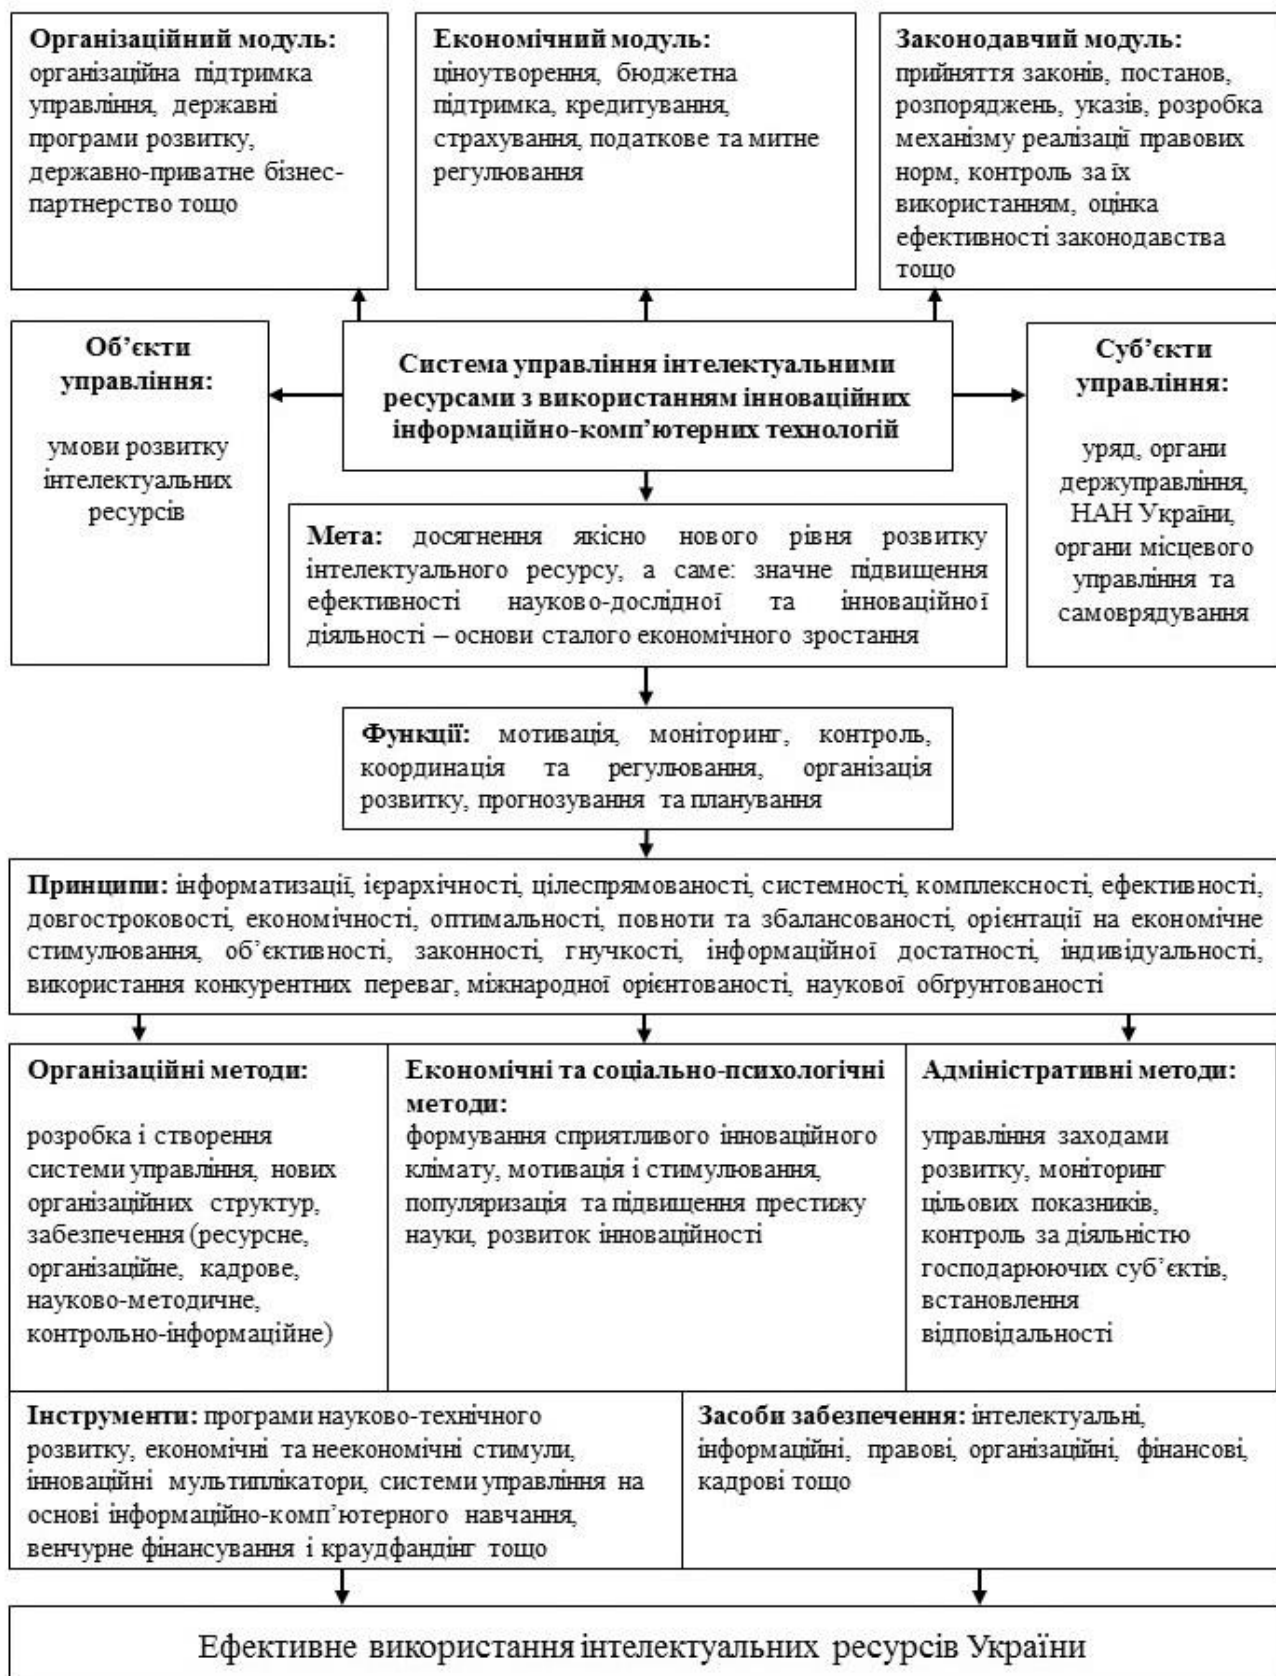 Організаційний модуль:
організаційна підтримка
управління, державні
програми розвитку,
державно-приватне бізнес-
партнерство тощо
Економічний модуль:
ціноутворення, бюджетна
підтримка, кредитування,
страхування, податкове та митне
регулювання
Законодавчий модуль:
прийняття законів, постанов,
розпоряджень, указів, розробка
механізму реалізації правових
норм, контроль за їх
використанням, оцінка
ефективності законодавства
тощо
Об’єкти
управління:
умови розвитку
інтелектуальних
ресурсів
Система управління інтелектуальними
ресурсами з використанням інноваційних
інформаційно-комп’ютерних технологій
Суб’єкти
управління:
уряд, органи
держуправління,
НАН України,
органи місцевого
управління та
самоврядування
Мета: досягнення якісно нового рівня розвитку
інтелектуального ресурсу, а саме: значне підвищення
ефективності науково-дослідної та інноваційної
діяльності – основи сталого економічного зростання
Функції: мотивація, моніторинг, контроль,
координація та регулювання, організація
розвитку, прогнозування та планування
Принципи: інформатизації, ієрархічності, цілеспрямованості, системності, комплексності, ефективності,
довгостроковості, економічності, оптимальності, повноти та збалансованості, орієнтації на економічне
стимулювання, об’єктивності, законності, гнучкості, інформаційної достатності, індивідуальності,
використання конкурентних переваг, міжнародної орієнтованості, наукової обґрунтованості
Організаційні методи:
розробка і створення
системи управління, нових
організаційних структур,
забезпечення (ресурсне,
організаційне, кадрове,
науково-методичне,
контрольно-інформаційне)
Економічні та соціально-психологічні
методи:
формування сприятливого інноваційного
клімату, мотивація і стимулювання,
популяризація та підвищення престижу
науки, розвиток інноваційності
Адміністративні методи:
управління заходами
розвитку, моніторинг
цільових показників,
контроль за діяльністю
господарюючих суб’єктів,
встановлення
відповідальності
Інструменти: програми науково-технічного
розвитку, економічні та неекономічні стимули,
інноваційні мультиплікатори, системи управління на
основі інформаційно-комп’ютерного навчання,
венчурне фінансування і краудфандінг тощо
Засоби забезпечення: інтелектуальні,
інформаційні, правові, організаційні, фінансові,
кадрові тощо
Ефективне використання інтелектуальних ресурсів України